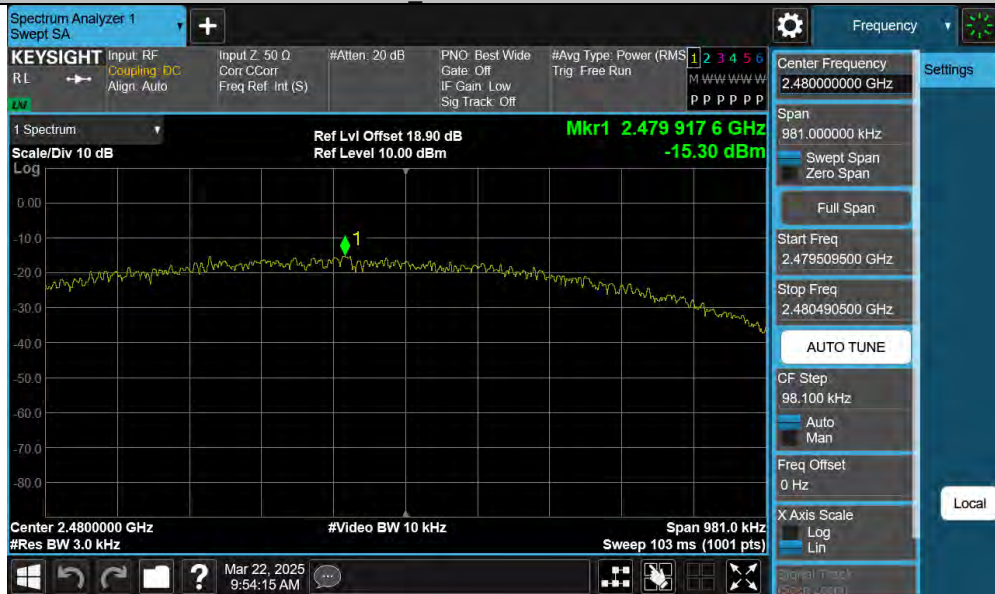 Spectrum Analyzer 1
Swept SA
Frequency
KEYSIGHT
RL
LNI
Input: RF
Coupling: DC
Align: Auto
Input Z: 50 Ω
Corr CCorr
Freq Ref: Int (S)
#Atten: 20 dB
PNO: Best Wide
Gate: Off
IF Gain: Low
Sig Track: Off
#Avg Type: Power (RMS
Trig: Free Run
1 2 3 4 5 6
M W W W W W
P P P P P P
1 Spectrum
Scale/Div 10 dB
Ref Lvl Offset 18.90 dB
Ref Level 10.00 dBm
Mkr1 2.479 917 6 GHz
-15.30 dBm
Log
0.00
-10.0
-20.0
-30.0
-40.0
-50.0
-60.0
-70.0
-80.0
1
Center 2.4800000 GHz
#Res BW 3.0 kHz
#Video BW 10 kHz
Span 981.0 kHz
Sweep 103 ms (1001 pts)
Mar 22, 2025
9:54:15 AM
Center Frequency
2.480000000 GHz
Span
981.000000 kHz
Swept Span
Zero Span
Full Span
Start Freq
2.479509500 GHz
Stop Freq
2.480490500 GHz
AUTO TUNE
CF Step
98.100 kHz
Auto
Man
Freq Offset
0 Hz
X Axis Scale
Log
Lin
Signal Track
(Span Zoom)
Settings
Local